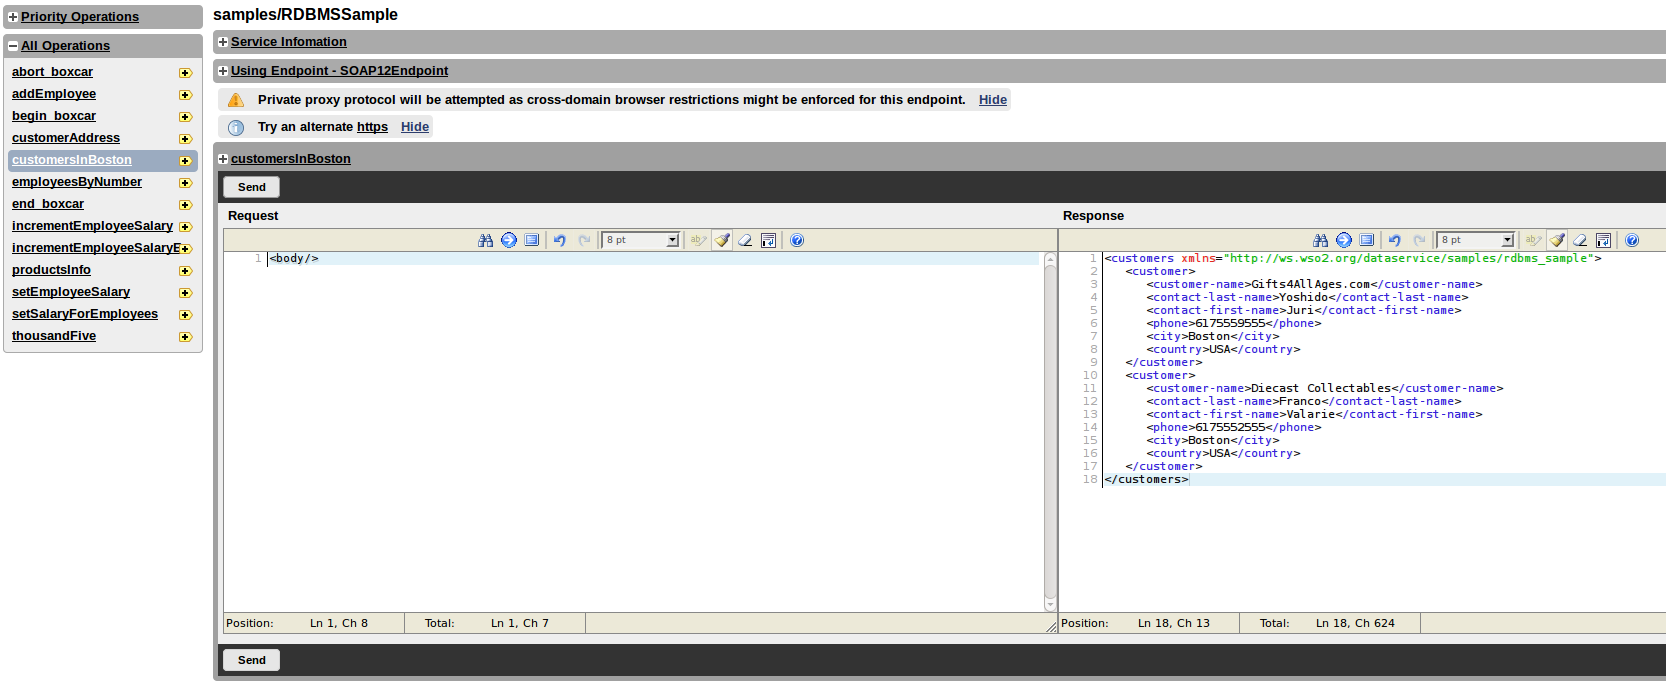 Priority Operations
All Operations
abort_boxcar
addEmployee
begin_boxcar
customerAddress
customersInBoston
employeesByNumber
end_boxcar
incrementEmployeeSalary
incrementEmployeeSalaryE
productsInfo
setEmployeeSalary
setSalaryForEmployees
thousandFive
samples/RDBMSSample
Service Infomation
Using Endpoint - SOAP12Endpoint
Private proxy protocol will be attempted as cross-domain browser restrictions might be enforced for this endpoint. Hide
Try an alternate https Hide
customersInBoston
Send
Request
8 pt
1 <body/>
Position: Ln 1, Ch 8 Total: Ln 1, Ch 7
Response
8 pt
1 <customers xmlns="http://ws.wso2.org/dataservice/samples/rdbms_sample">
2 <customer>
3 <customer-name>Gifts4AllAges.com</customer-name>
4 <contact-last-name>Yoshido</contact-last-name>
5 <contact-first-name>Juri</contact-first-name>
6 <phone>6175559555</phone>
7 <city>Boston</city>
8 <country>USA</country>
9 </customer>
10 <customer>
11 <customer-name>Diecast Collectables</customer-name>
12 <contact-last-name>Franco</contact-last-name>
13 <contact-first-name>Valarie</contact-first-name>
14 <phone>6175552555</phone>
15 <city>Boston</city>
16 <country>USA</country>
17 </customer>
18 </customers>
Position: Ln 18, Ch 13 Total: Ln 18, Ch 624
Send